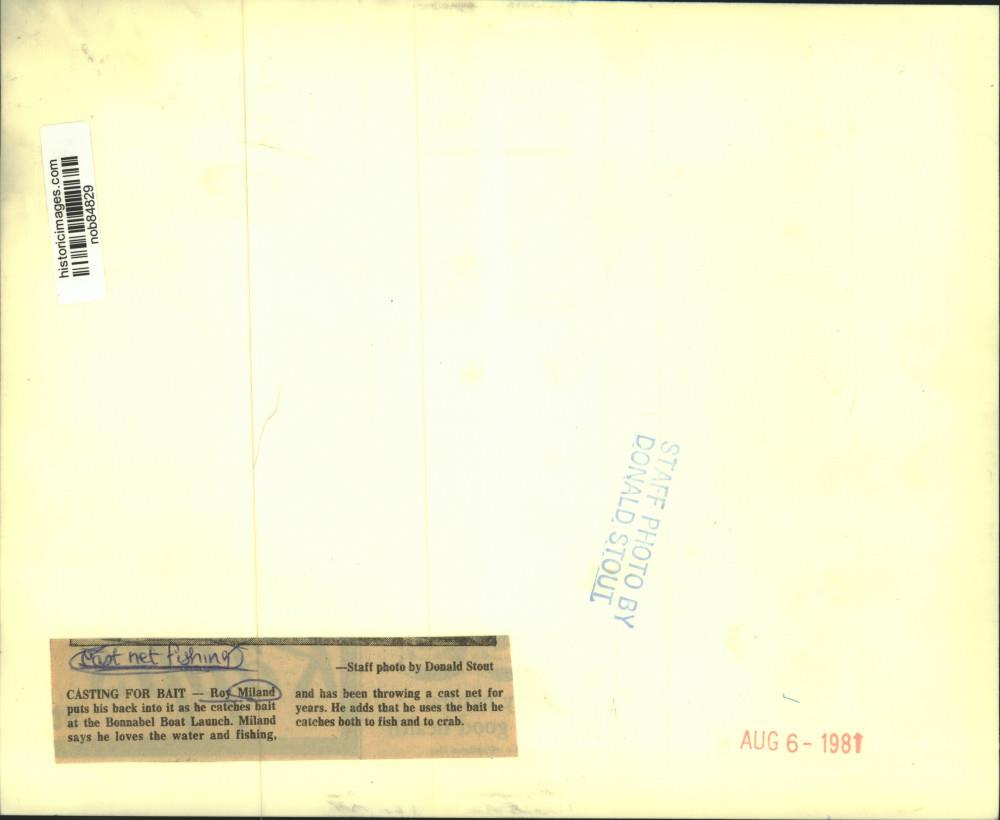 historicimages.com
nob84829
STAFF PHOTO BY
DONALD STOUT
Cast net fishing
—Staff photo by Donald Stout
CASTING FOR BAIT — Roy Miland
puts his back into it as he catches bait
at the Bonnabel Boat Launch. Miland
says he loves the water and fishing,
and has been throwing a cast net for
years. He adds that he uses the bait he
catches both to fish and to crab.
AUG 6 - 1981